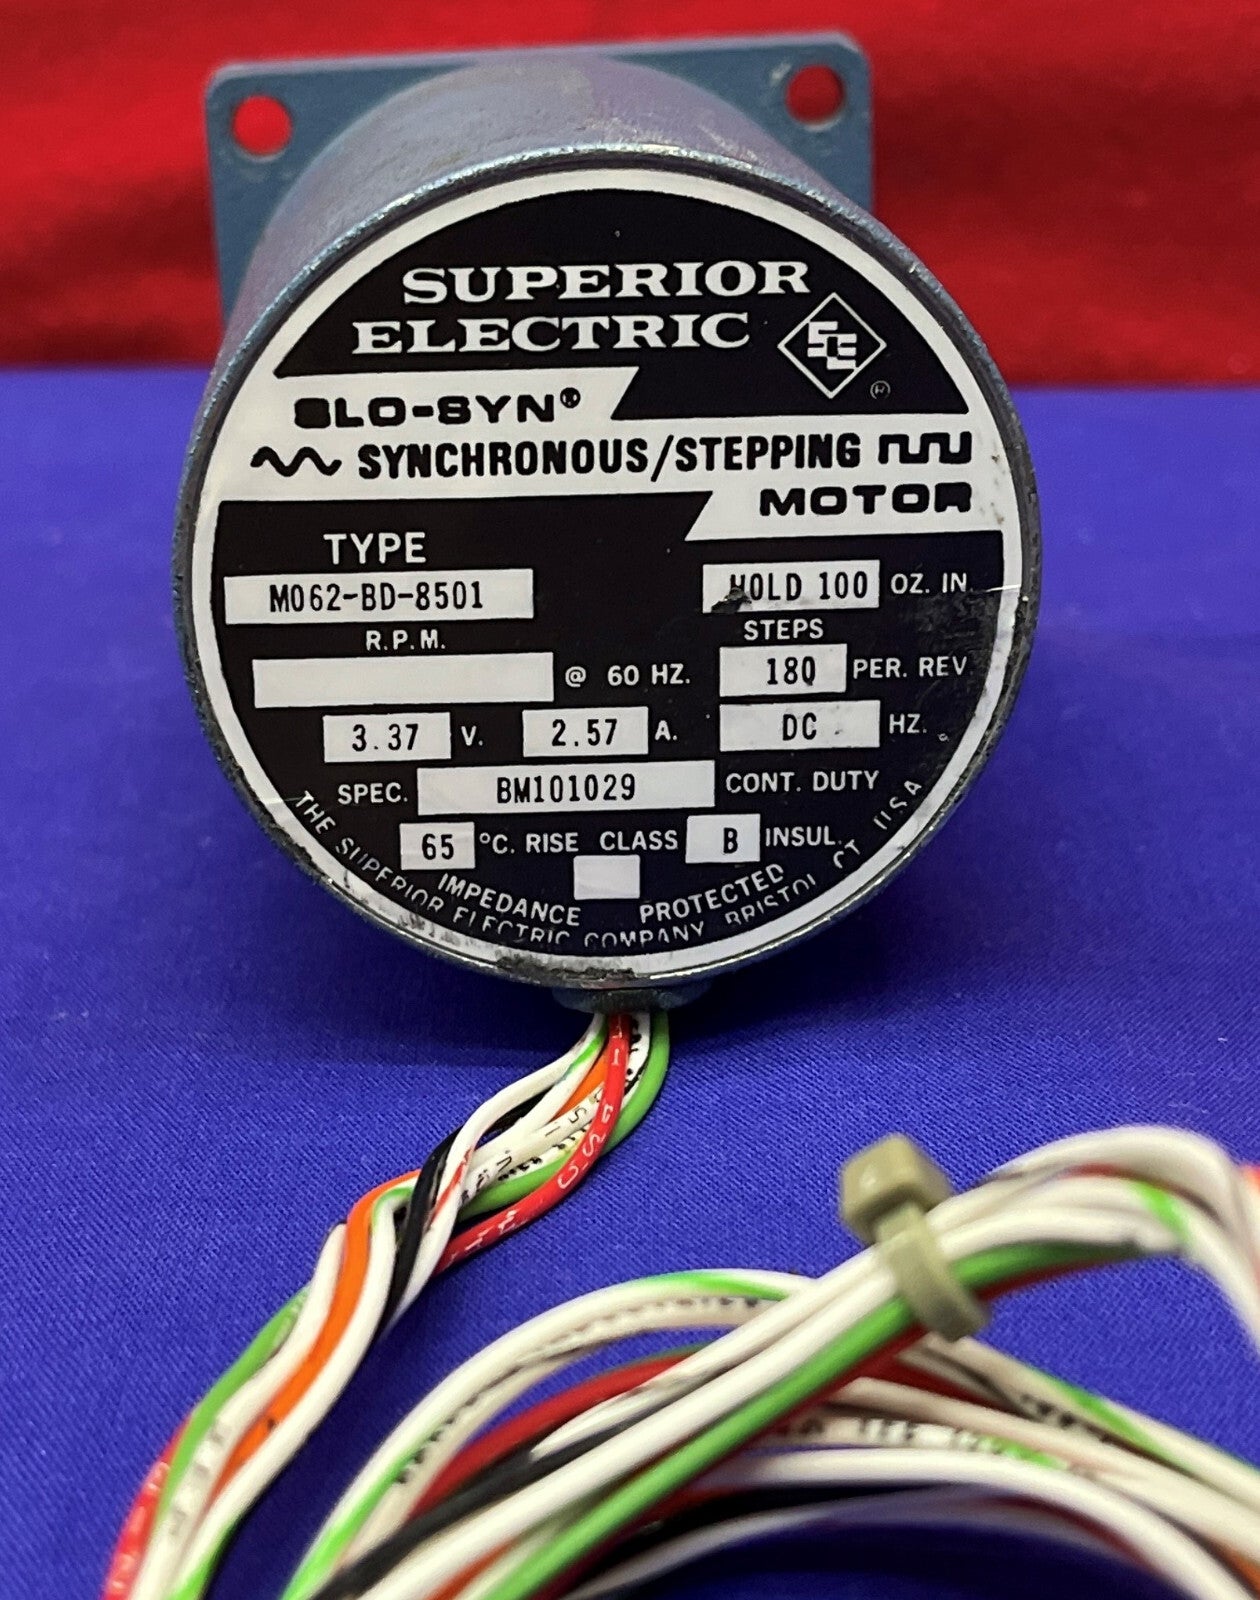 SUPERIOR
ELECTRIC
SLO-SYN®
SYNCHRONOUS/STEPPING
MOTOR
TYPE
M062-BD-8501
HOLD 100 OZ. IN.
R.P.M.
@ 60 HZ.
STEPS
180 PER. REV.
3.37 V. 2.57 A. DC HZ.
SPEC. BM101029 CONT. DUTY
65 °C. RISE CLASS B INSUL.
IMPEDANCE PROTECTED
THE SUPERIOR ELECTRIC COMPANY BRISTOL CT USA